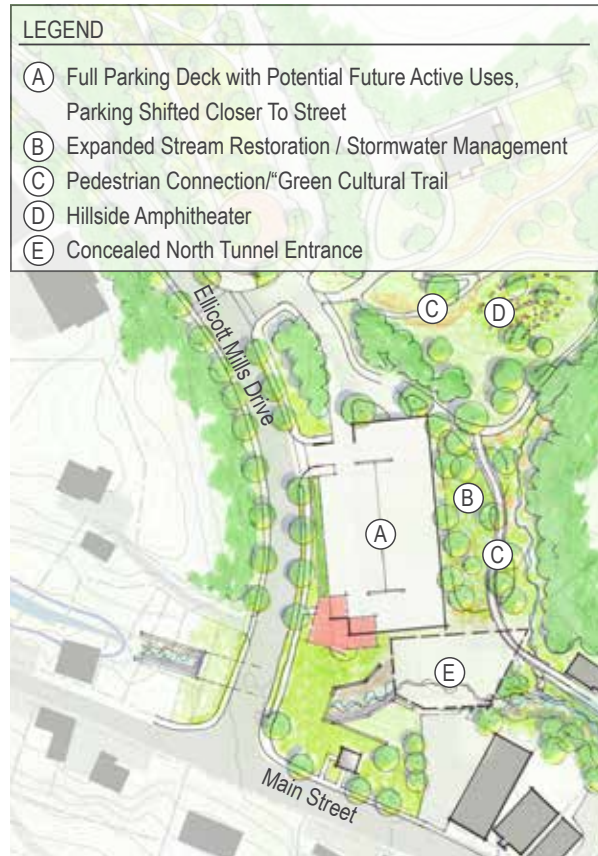 LEGEND
A Full Parking Deck with Potential Future Active Uses,
Parking Shifted Closer To Street
B Expanded Stream Restoration / Stormwater Management
C Pedestrian Connection/“Green Cultural Trail
D Hillside Amphitheater
E Concealed North Tunnel Entrance
Ellicott Mills Drive
C
D
B
A
C
E
Main Street